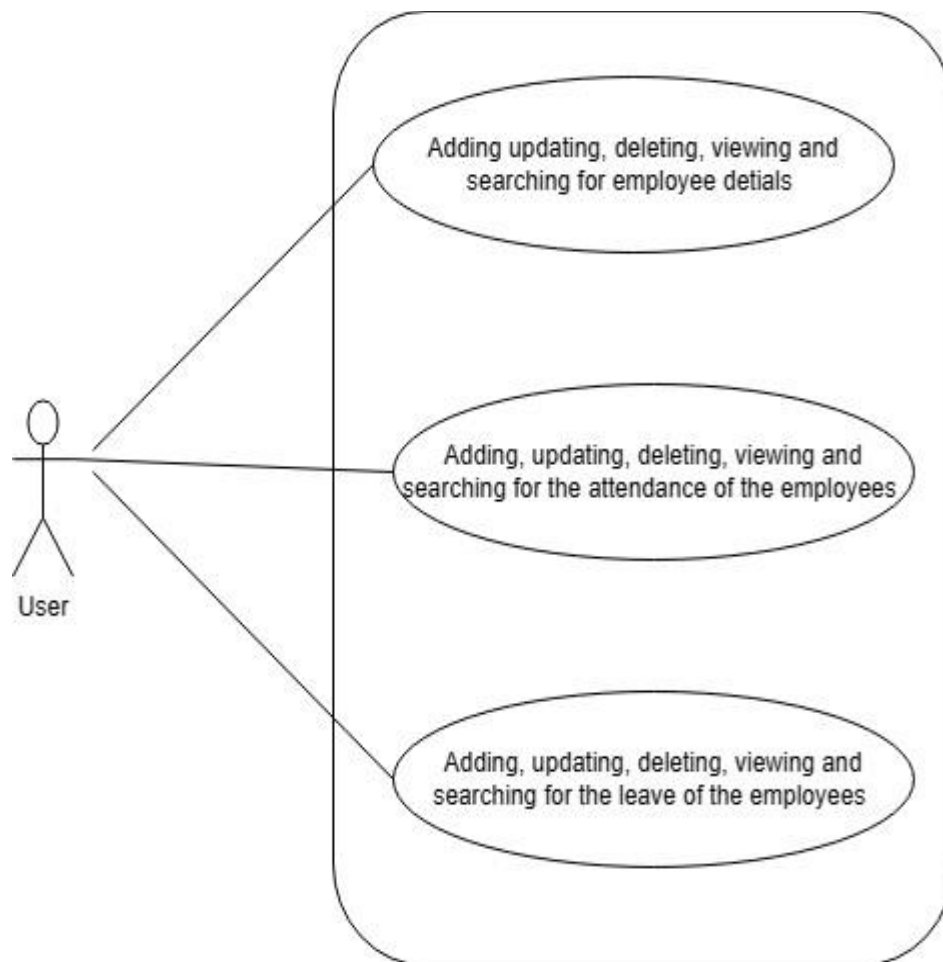 Adding updating, deleting, viewing and
searching for employee detials
Adding, updating, deleting, viewing and
searching for the attendance of the employees
User
Adding, updating, deleting, viewing and
searching for the leave of the employees